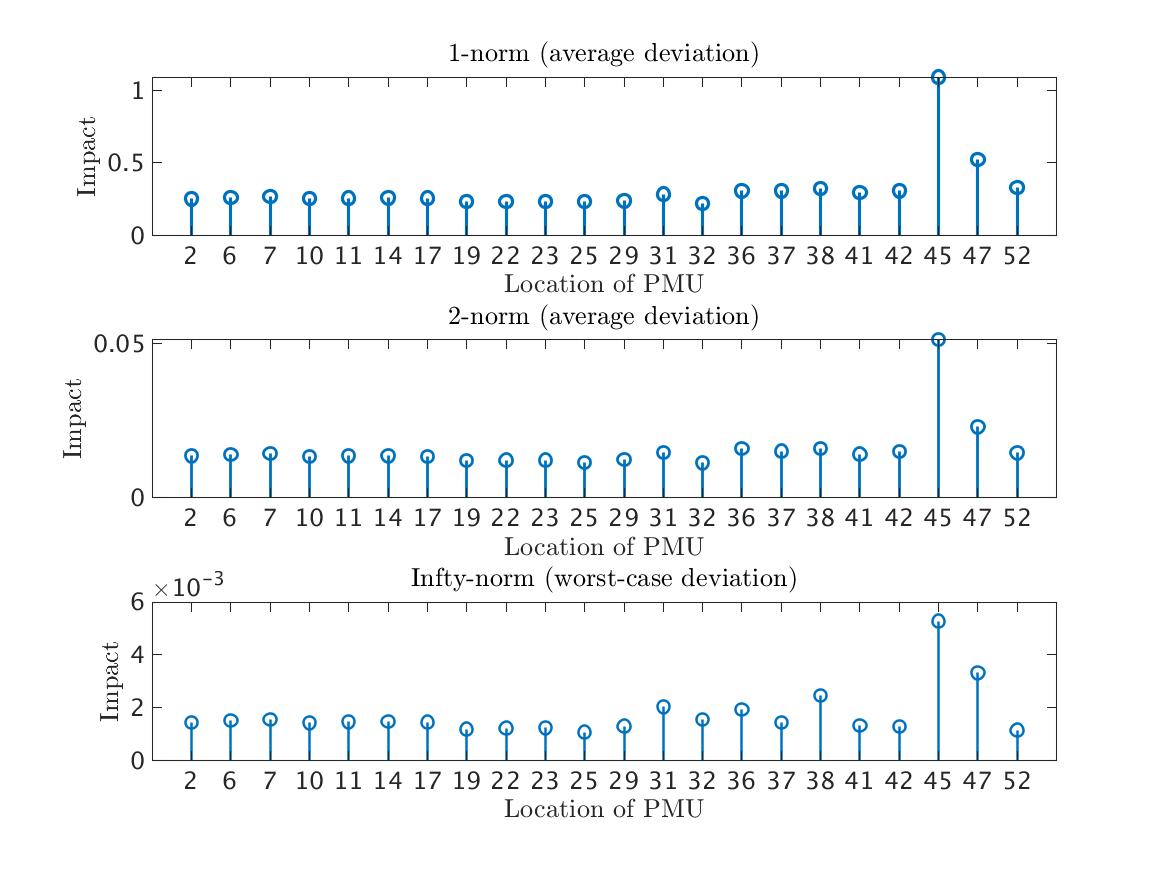 1-norm (average deviation)
1
0.5
0
Impact
2 6 7 10 11 14 17 19 22 23 25 29 31 32 36 37 38 41 42 45 47 52
Location of PMU
2-norm (average deviation)
0.05
0
Impact
2 6 7 10 11 14 17 19 22 23 25 29 31 32 36 37 38 41 42 45 47 52
Location of PMU
Infty-norm (worst-case deviation)
×10⁻³
6
4
2
0
Impact
2 6 7 10 11 14 17 19 22 23 25 29 31 32 36 37 38 41 42 45 47 52
Location of PMU